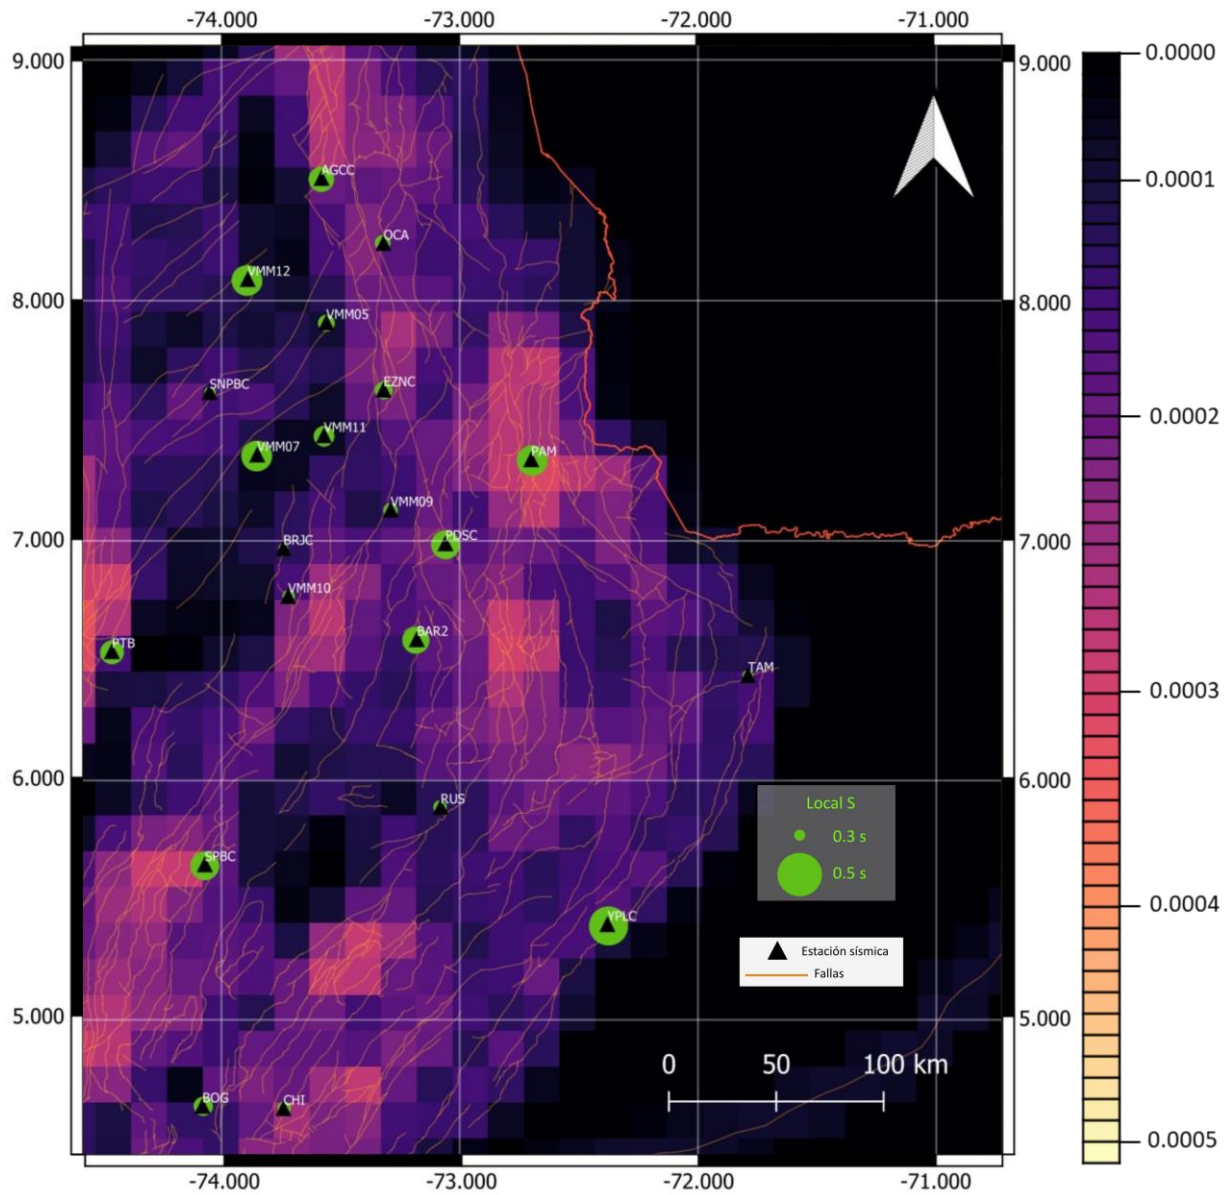 -74.000 -73.000 -72.000 -71.000
9.000 9.000 0.0000
AGCC 0.0001
OCA
VMM12
8.000 8.000
VMM05
SNPBC EZNC 0.0002
VMM11
VMM07 PAM
VMM09
7.000 BRJC PDSC 7.000
VMM10
BAR2
PTB
TAM 0.0003
6.000 6.000
RUS Local S
0.3 s
SPBC 0.5 s
YPLC 0.0004
Estación sísmica
Fallas
5.000 5.000
0 50 100 km
BOG CHI
0.0005
-74.000 -73.000 -72.000 -71.000